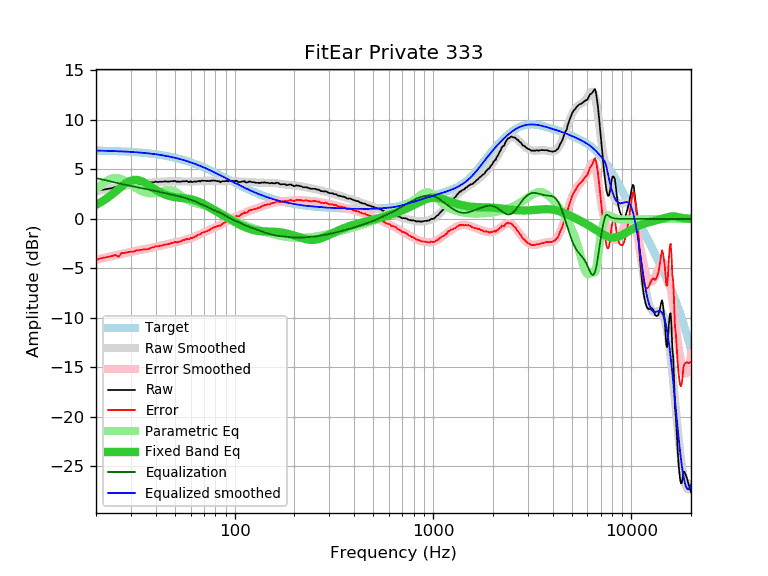 FitEar Private 333
15
10
5
0
−5
−10
−15
−20
−25
Amplitude (dBr)
Target
Raw Smoothed
Error Smoothed
Raw
Error
Parametric Eq
Fixed Band Eq
Equalization
Equalized smoothed
100
1000
10000
Frequency (Hz)